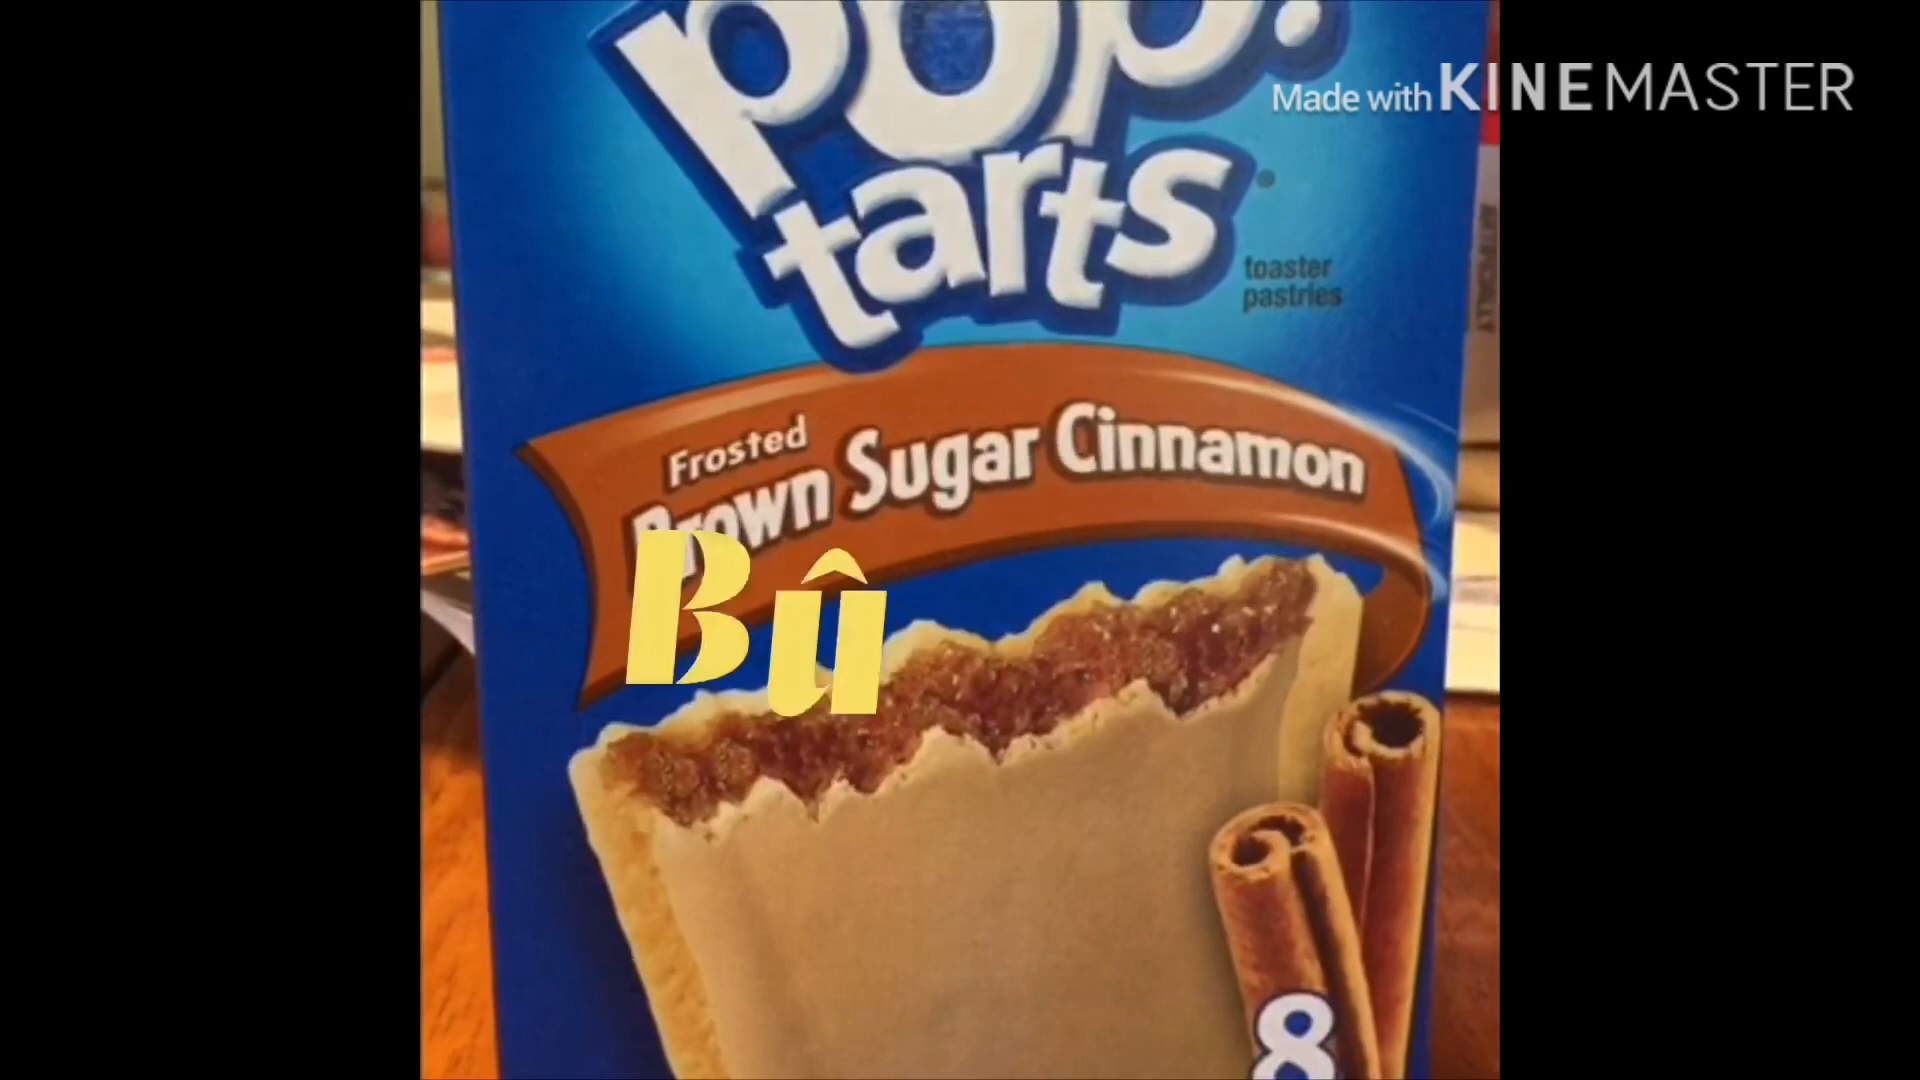 Pop.
tarts
Made with KINEMASTER
toaster
pastries
Frosted
Brown Sugar Cinnamon
Bû
8